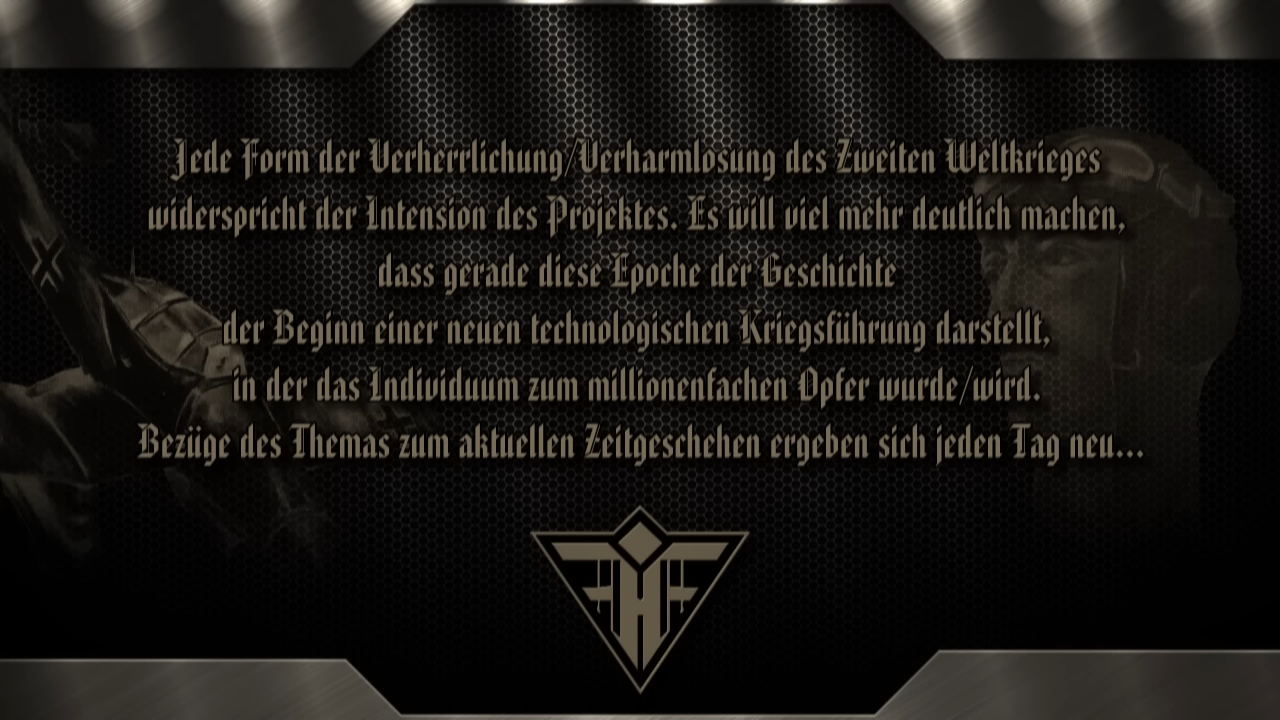 Jede Form der Verherrlichung/Verharmlosung des Zweiten Weltkrieges
widerspricht der Intension des Projektes. Es will viel mehr deutlich machen,
dass gerade diese Epoche der Geschichte
der Beginn einer neuen technologischen Kriegsführung darstellt,
in der das Individuum zum millionenfachen Opfer wurde/wird.
Bezüge des Themas zum aktuellen Zeitgeschehen ergeben sich jeden Tag neu...
FHF